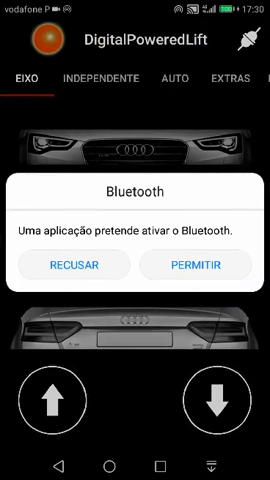 vodafone P 17:30
DigitalPoweredLift
EIXO INDEPENDENTE AUTO EXTRAS
Bluetooth
Uma aplicação pretende ativar o Bluetooth.
RECUSAR PERMITIR